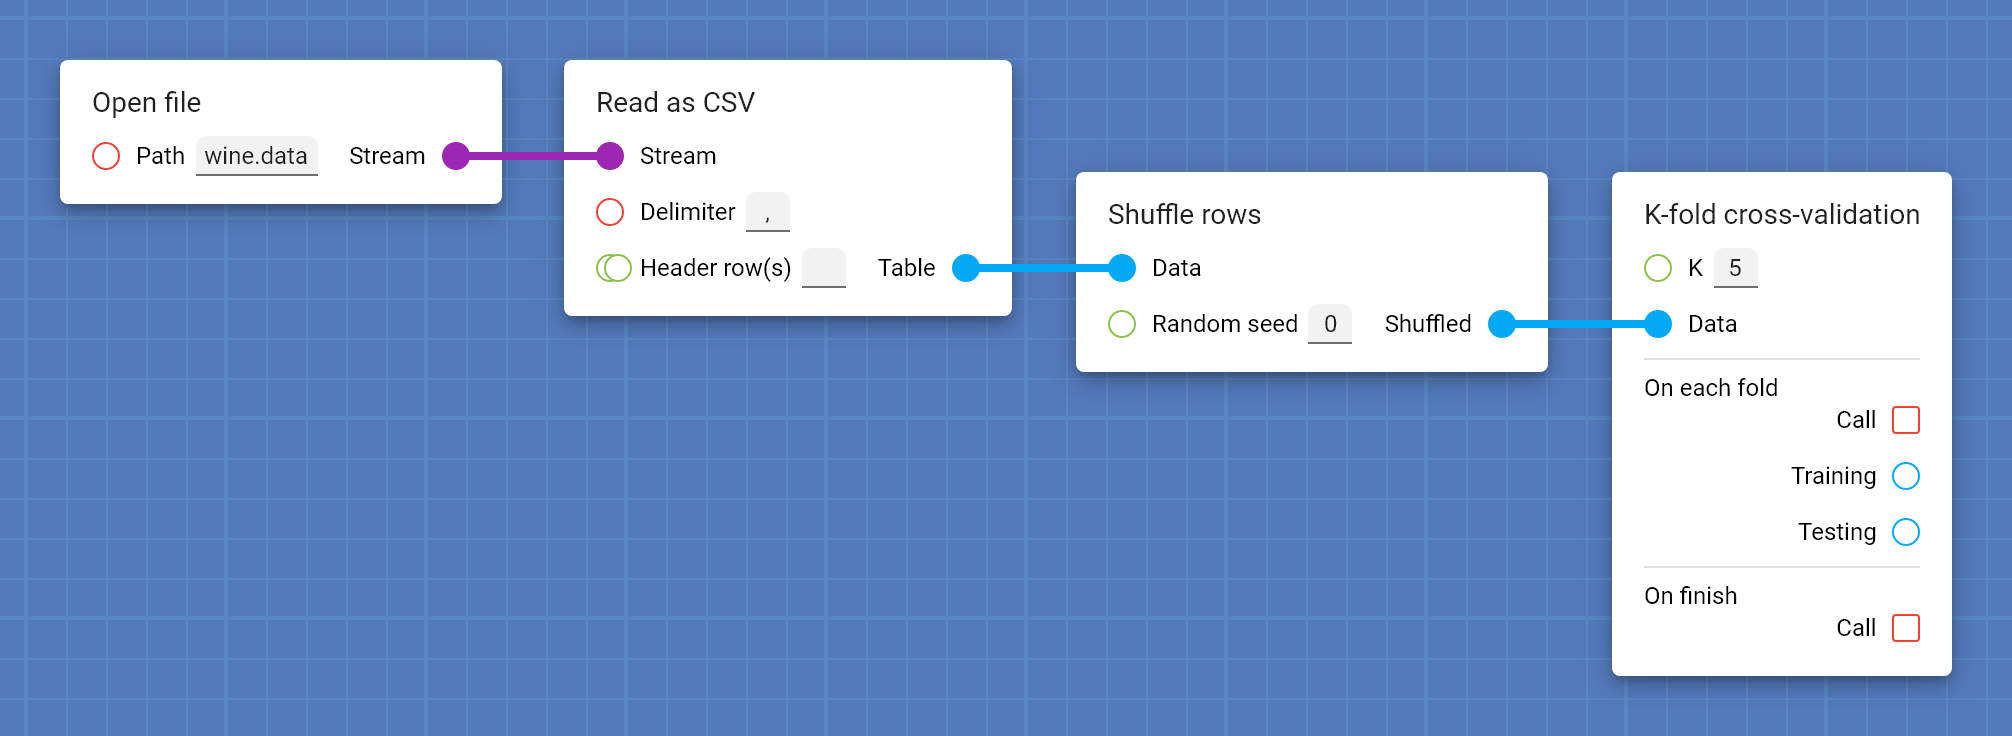 Open file
Path wine.data Stream
Read as CSV
Stream
Delimiter ,
Header row(s) Table
Shuffle rows
Data
Random seed 0 Shuffled
K-fold cross-validation
K 5
Data
On each fold
Call
Training
Testing
On finish
Call